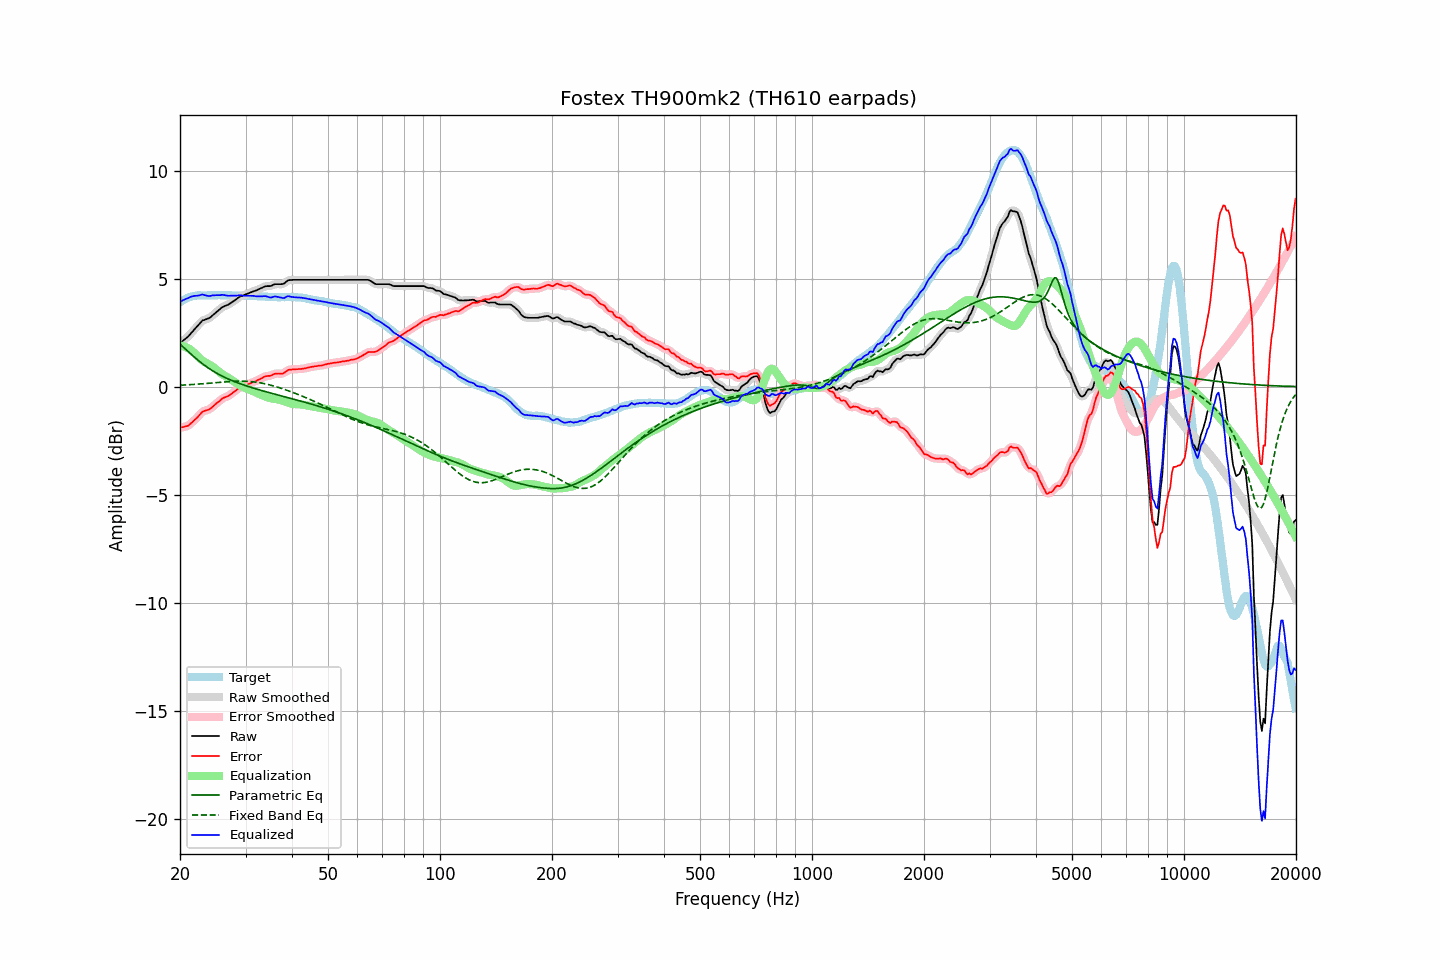 Fostex TH900mk2 (TH610 earpads)
10
5
0
−5
−10
−15
−20
Amplitude (dBr)
Target
Raw Smoothed
Error Smoothed
Raw
Error
Equalization
Parametric Eq
Fixed Band Eq
Equalized
20 50 100 200 500 1000 2000 5000 10000 20000
Frequency (Hz)